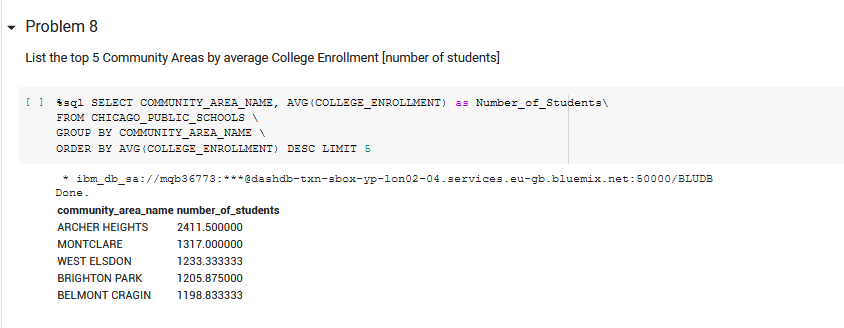 Problem 8
List the top 5 Community Areas by average College Enrollment [number of students]
[ ] %sql SELECT COMMUNITY_AREA_NAME, AVG(COLLEGE_ENROLLMENT) as Number_of_Students\
FROM CHICAGO_PUBLIC_SCHOOLS \
GROUP BY COMMUNITY_AREA_NAME \
ORDER BY AVG(COLLEGE_ENROLLMENT) DESC LIMIT 5
* ibm_db_sa://mqb36773:***@dashdb-txn-sbox-yp-lon02-04.services.eu-gb.bluemix.net:50000/BLUDB
Done.
community_area_name number_of_students
ARCHER HEIGHTS 2411.500000
MONTCLARE 1317.000000
WEST ELSDON 1233.333333
BRIGHTON PARK 1205.875000
BELMONT CRAGIN 1198.833333